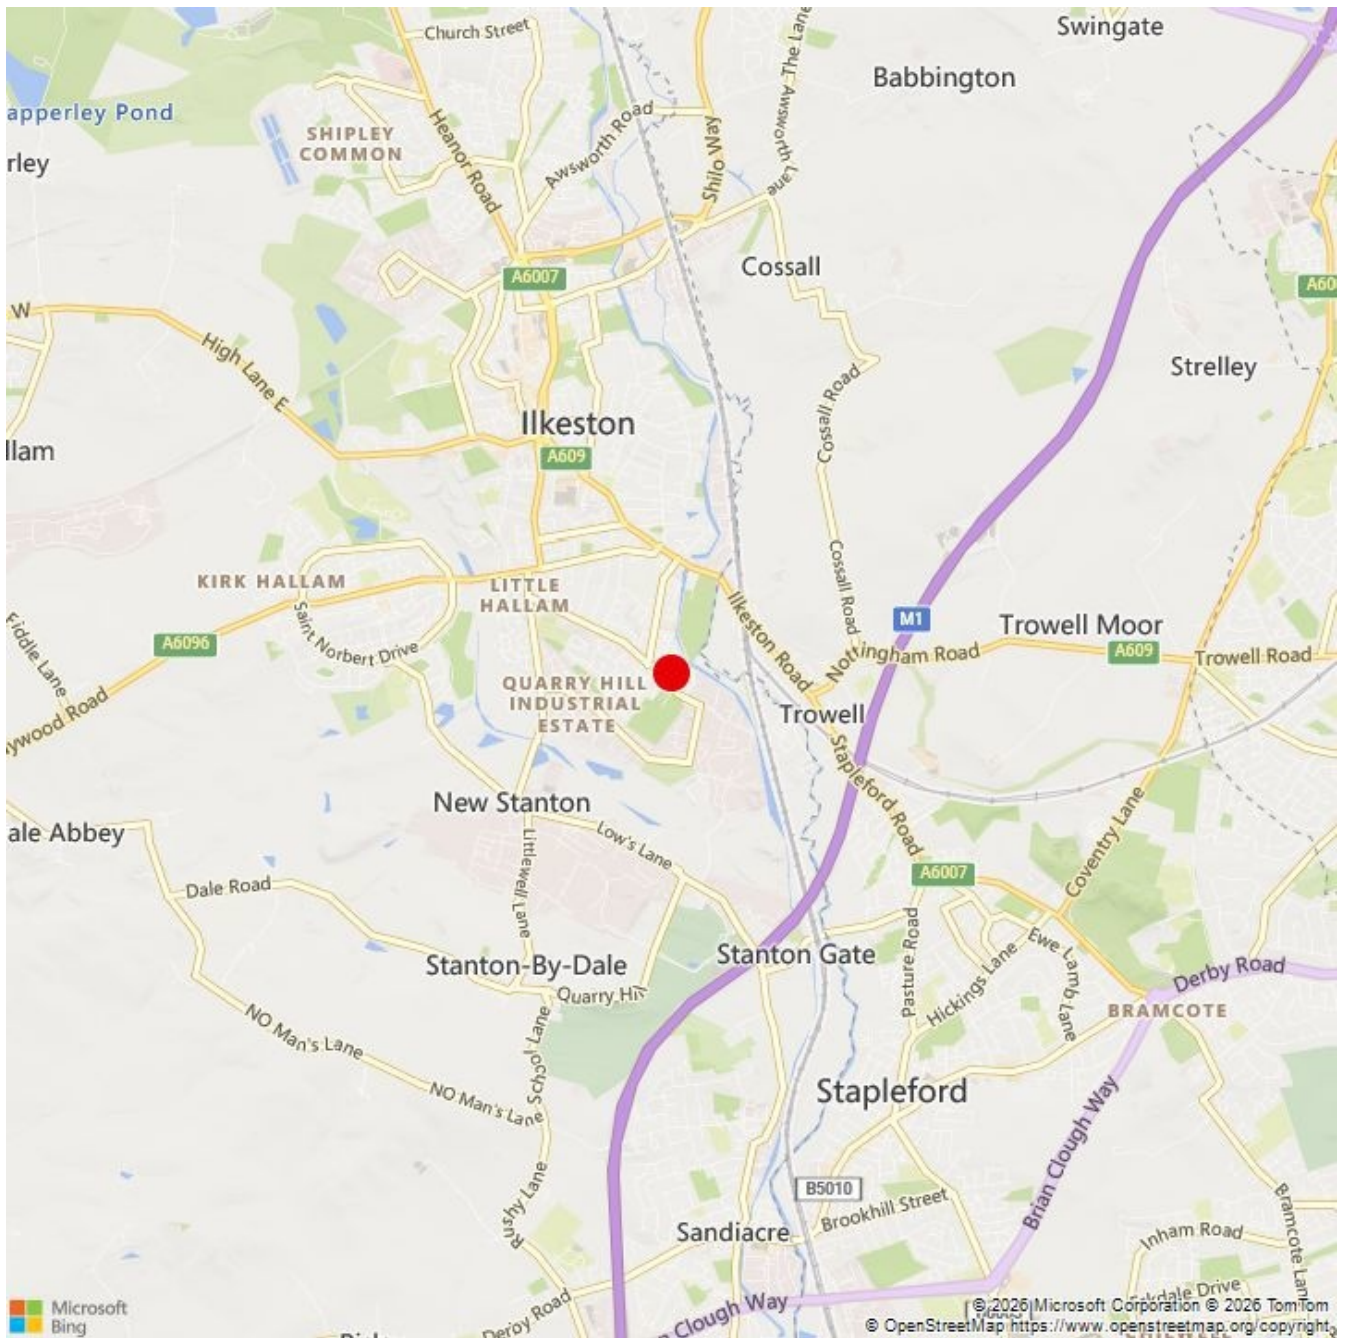 Swingate
Church Street
Babbington
The Awsworth Lane
apperley Pond
SHIPLEY
COMMON
Heanor Road
Awsworth Road
Shilo Way
rley
Cossall
A6007
A60
W
High Lane E
Strelley
Cossall Road
Ilkeston
A609
llam
Cossall Road
KIRK HALLAM
LITTLE
HALLAM
Ilkeston Road
M1
Trowell Moor
A609
Trowell Road
Nottingham Road
Fiddle Lane
Saint Norbert Drive
A6096
ywood Road
QUARRY HILL
INDUSTRIAL
ESTATE
Trowell
Stapleford Road
New Stanton
Low's Lane
Littlewell Lane
ale Abbey
Coventry Lane
Dale Road
A6007
Pasture Road
Stanton-By-Dale
Stanton Gate
Ewe Lamb Lane
Hickings Lane
Derby Road
Quarry Hil
BRAMCOTE
NO Man's Lane
School Lane
NO Man's Lane
Stapleford
Brian Clough Way
Rushy Lane
B5010
Brookhill Street
Sandiacre
Inham Road
Bramcote Lane
Derby Road
n Clough Way
Microsoft
Bing
© 2026 Microsoft Corporation © 2026 TomTom
© OpenStreetMap https://www.openstreetmap.org/copyright